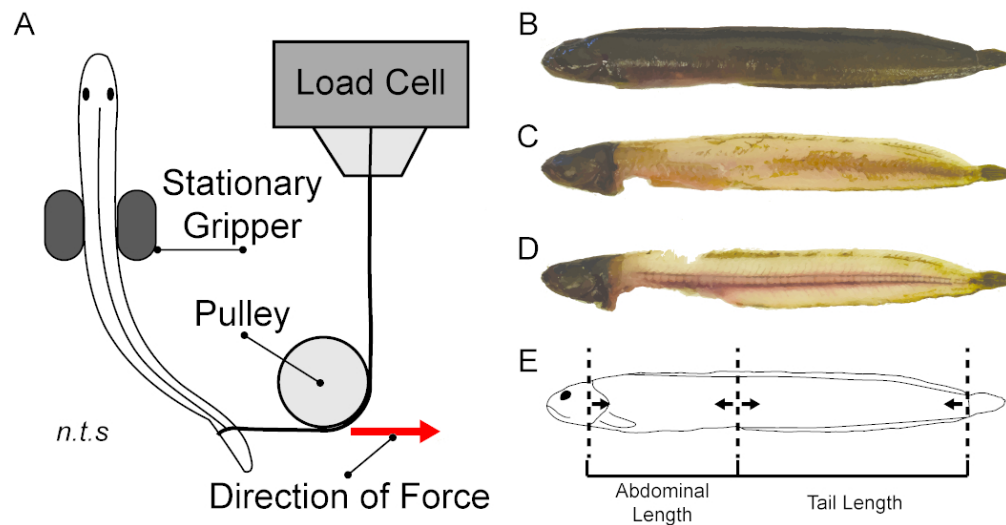 A
Load Cell
Stationary
Gripper
Pulley
n.t.s
Direction of Force
B
C
D
E
Abdominal
Length
Tail Length